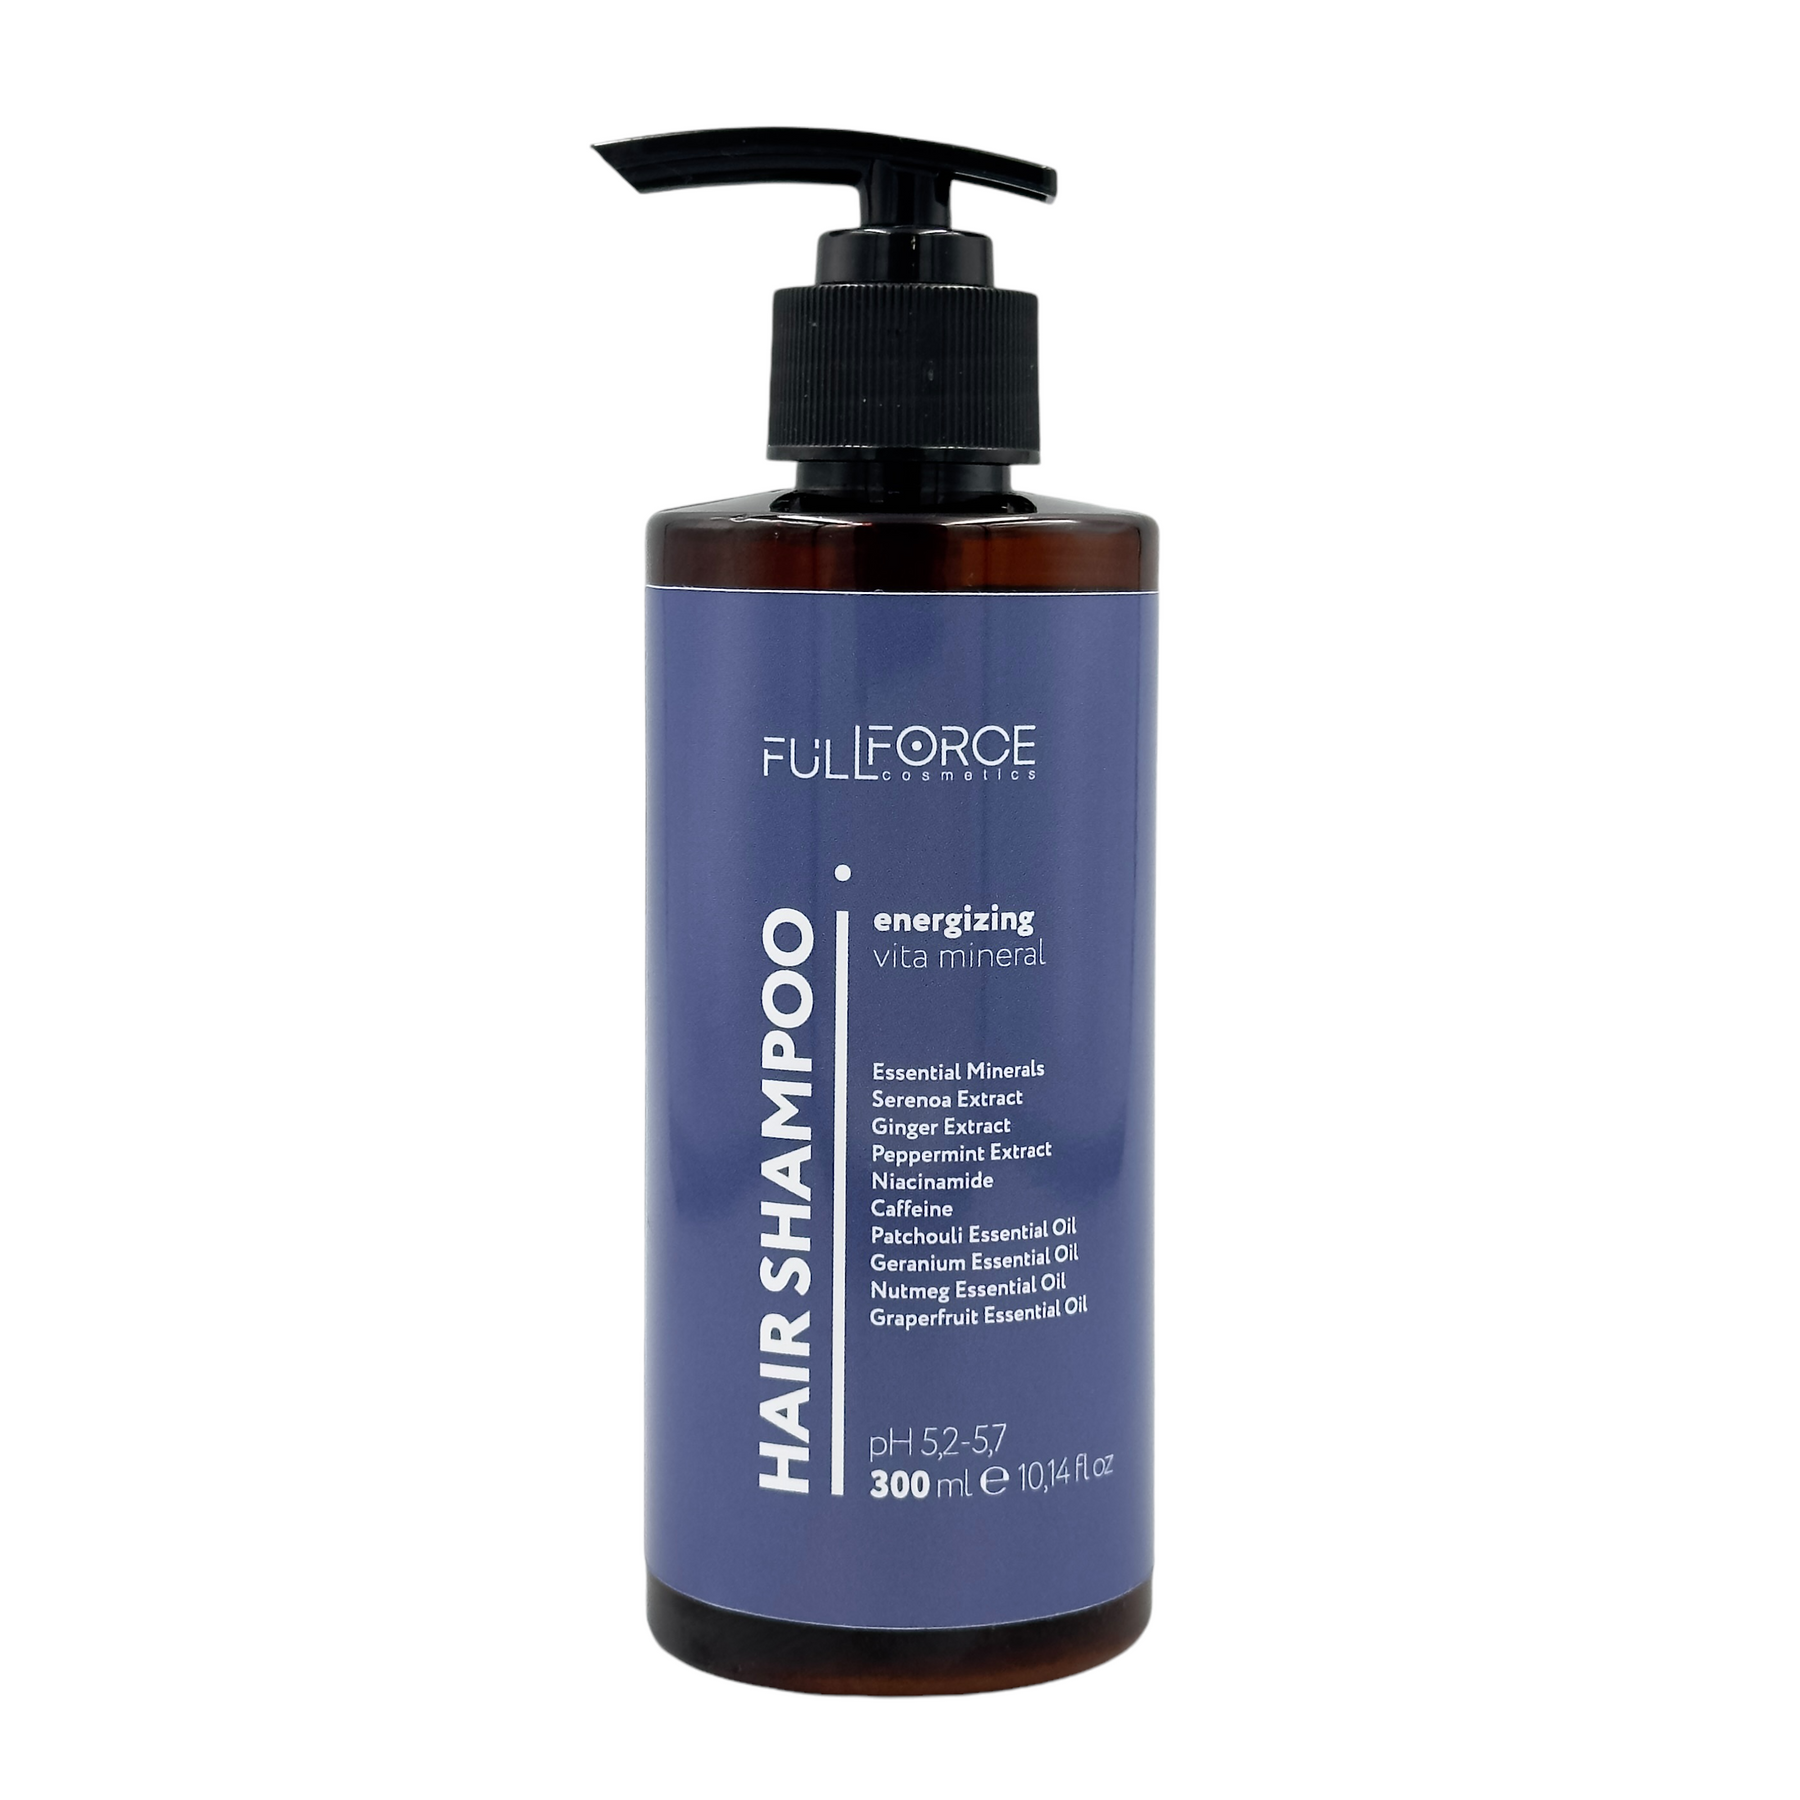 FULLFORCE
cosmetics
HAIR SHAMPOO
energizing
vita mineral
Essential Minerals
Serenoa Extract
Ginger Extract
Peppermint Extract
Niacinamide
Caffeine
Patchouli Essential Oil
Geranium Essential Oil
Nutmeg Essential Oil
Graperfruit Essential Oil
pH 5,2-5,7
300 ml ℮ 10,14 fl oz